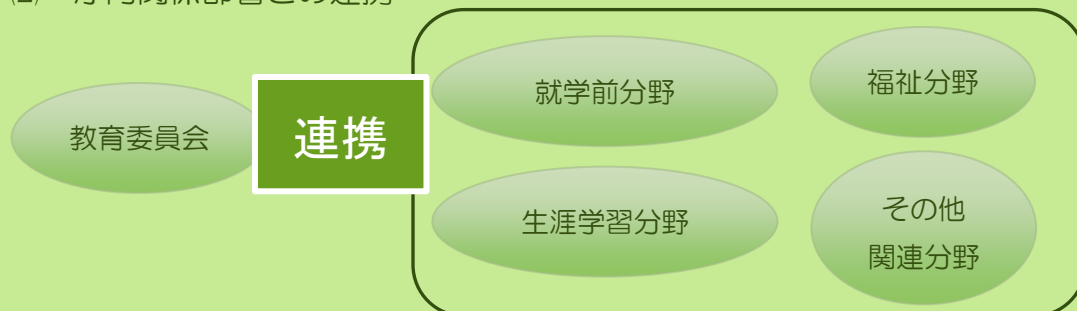 教育委員会
連携
就学前分野
福祉分野
生涯学習分野
その他
関連分野